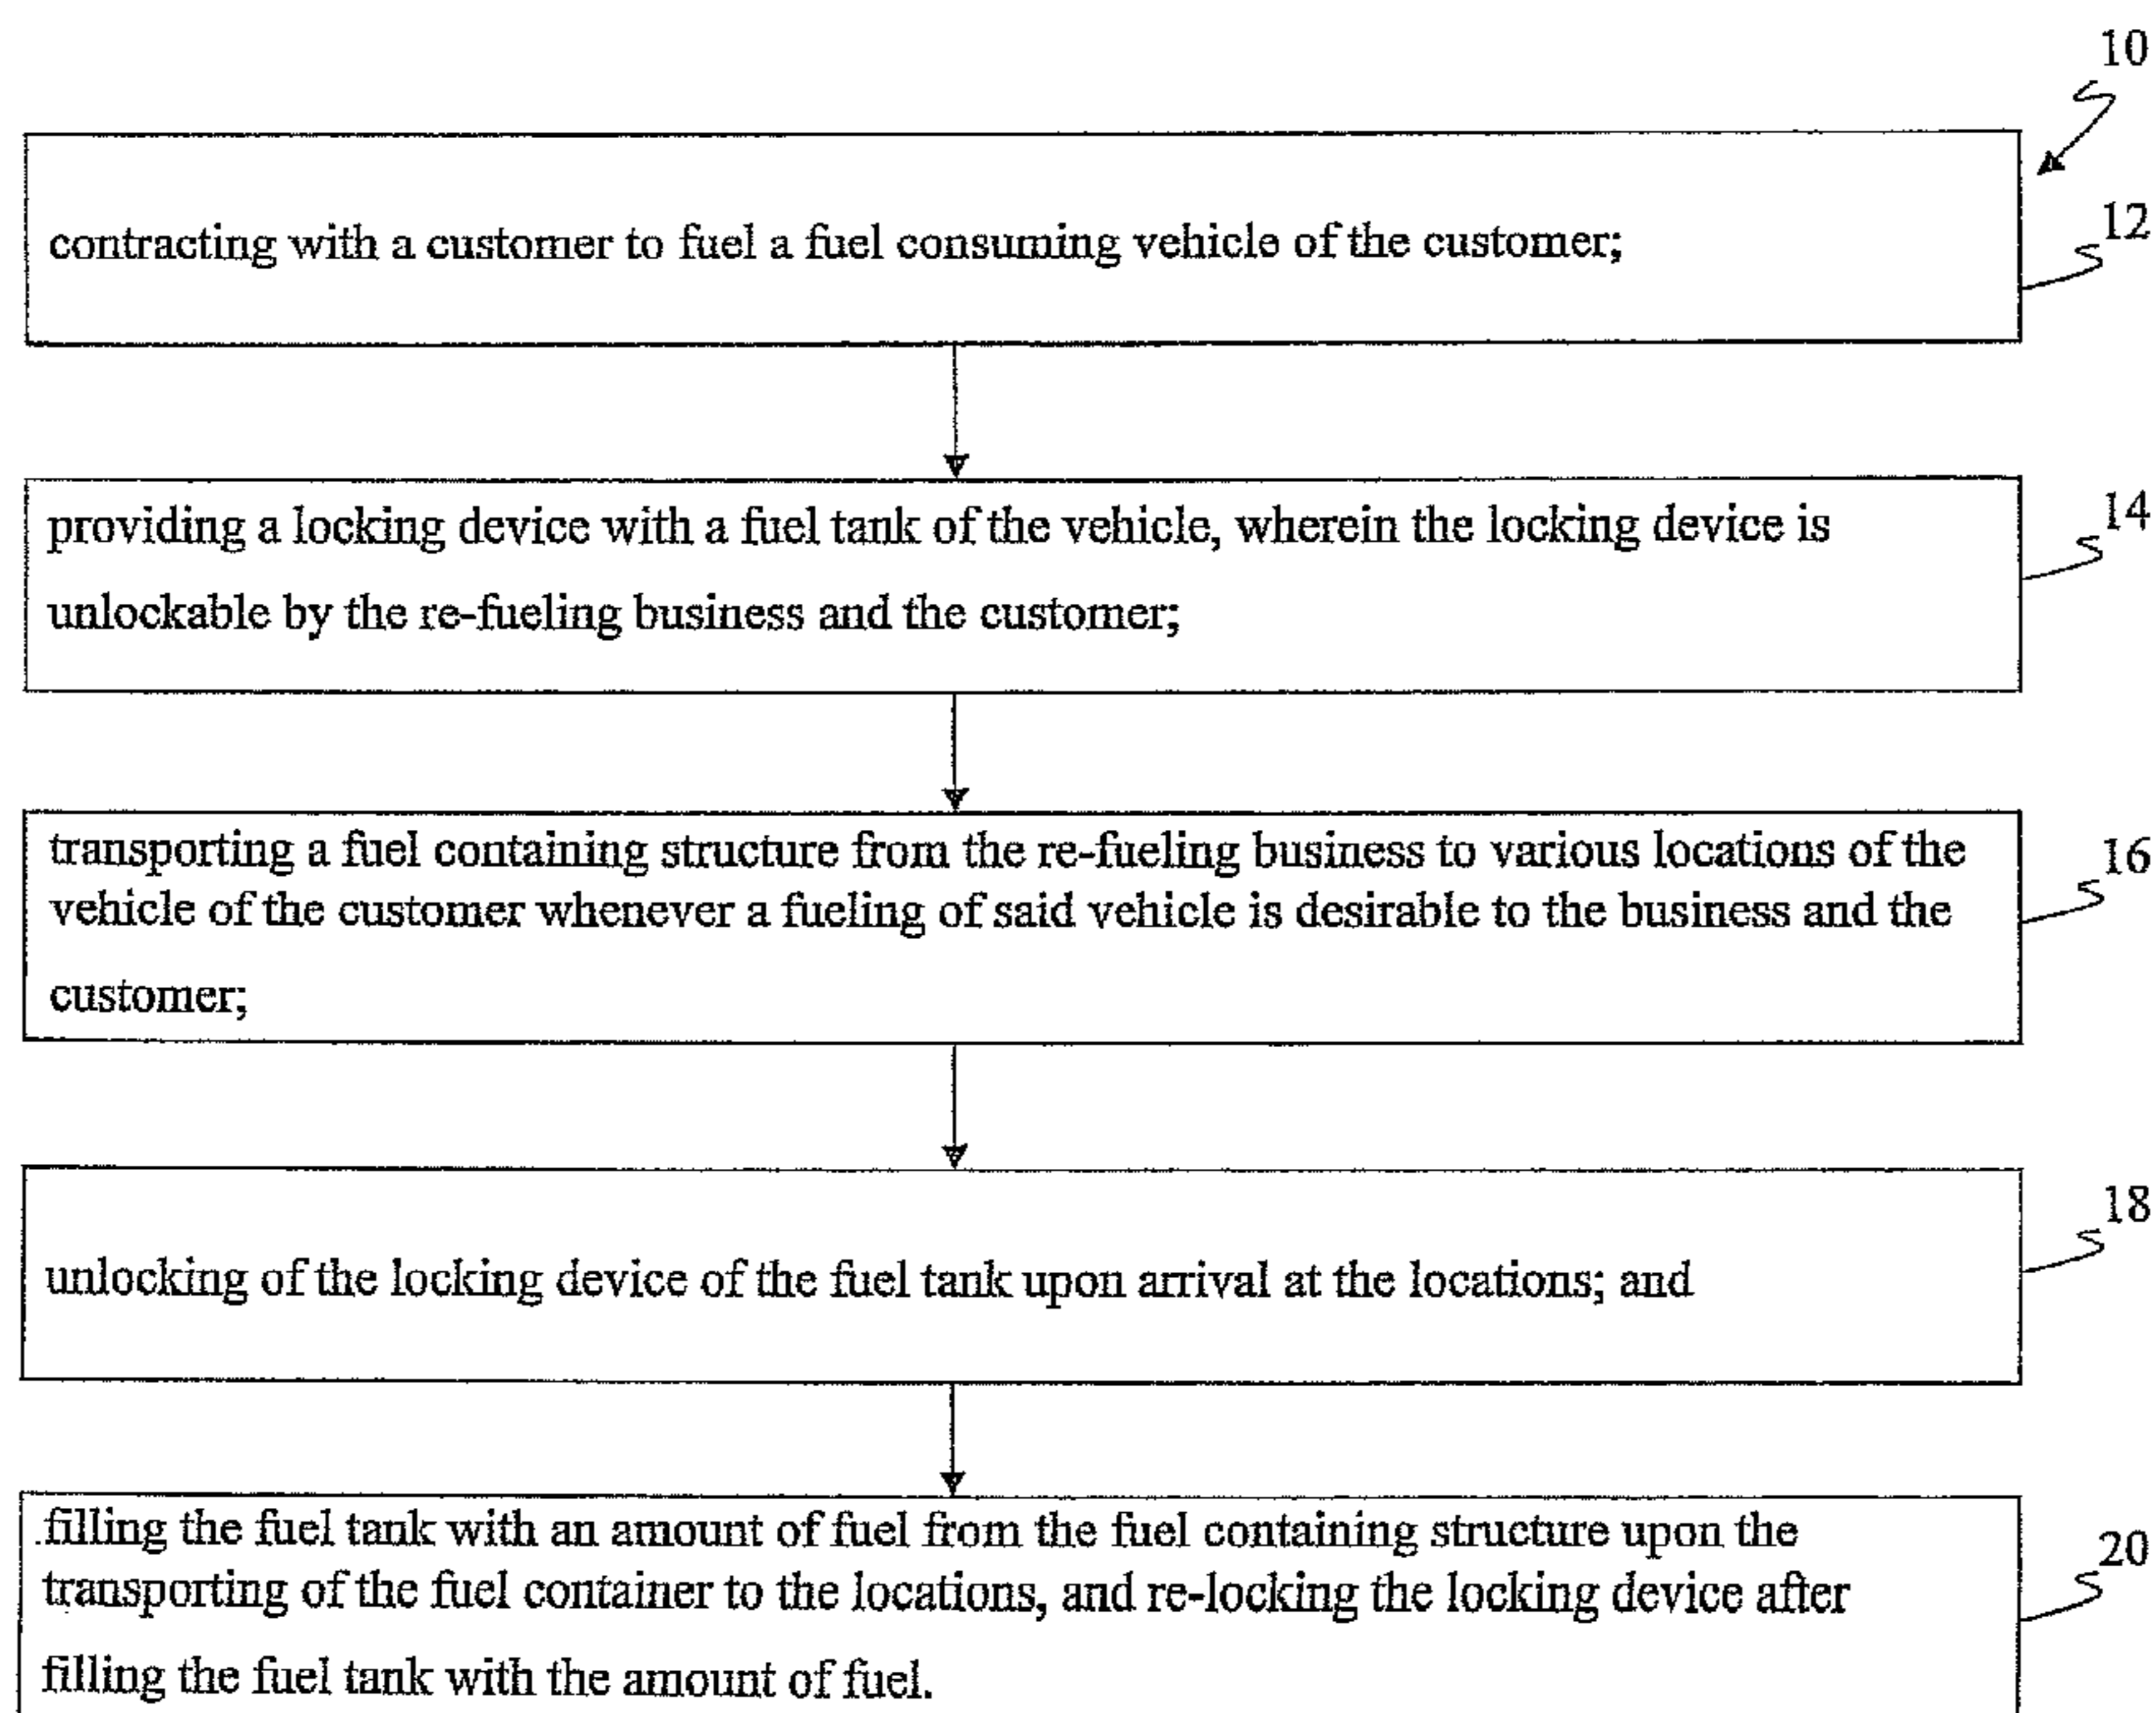 10
12
contracting with a customer to fuel a fuel consuming vehicle of the customer;
14
providing a locking device with a fuel tank of the vehicle, wherein the locking device is
unlockable by the re-fueling business and the customer;
16
transporting a fuel containing structure from the re-fueling business to various locations of the
vehicle of the customer whenever a fueling of said vehicle is desirable to the business and the
customer;
18
unlocking of the locking device of the fuel tank upon arrival at the locations; and
20
.filling the fuel tank with an amount of fuel from the fuel containing structure upon the
transporting of the fuel container to the locations, and re-locking the locking device after
filling the fuel tank with the amount of fuel.